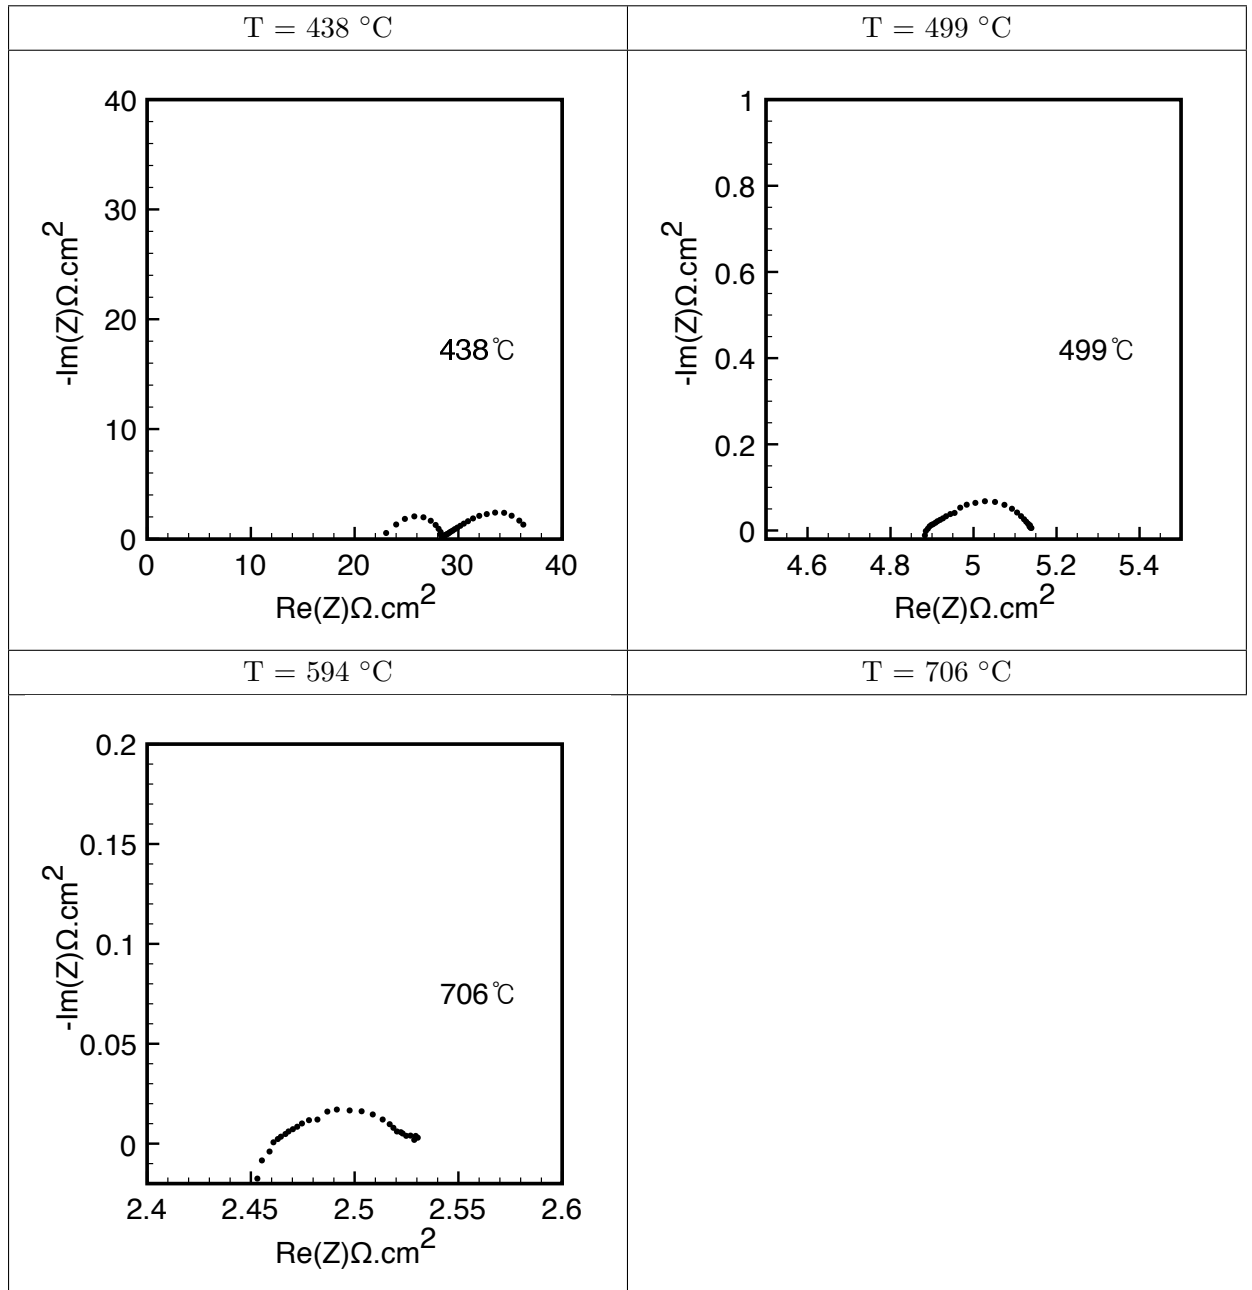 T = 438 °C
T = 499 °C
40
30
20
10
0
-Im(Z)Ω.cm²
438℃
0 10 20 30 40
Re(Z)Ω.cm²
1
0.8
0.6
0.4
0.2
0
-Im(Z)Ω.cm²
499℃
4.6 4.8 5 5.2 5.4
Re(Z)Ω.cm²
T = 594 °C
T = 706 °C
0.2
0.15
0.1
0.05
0
-Im(Z)Ω.cm²
706℃
2.4 2.45 2.5 2.55 2.6
Re(Z)Ω.cm²